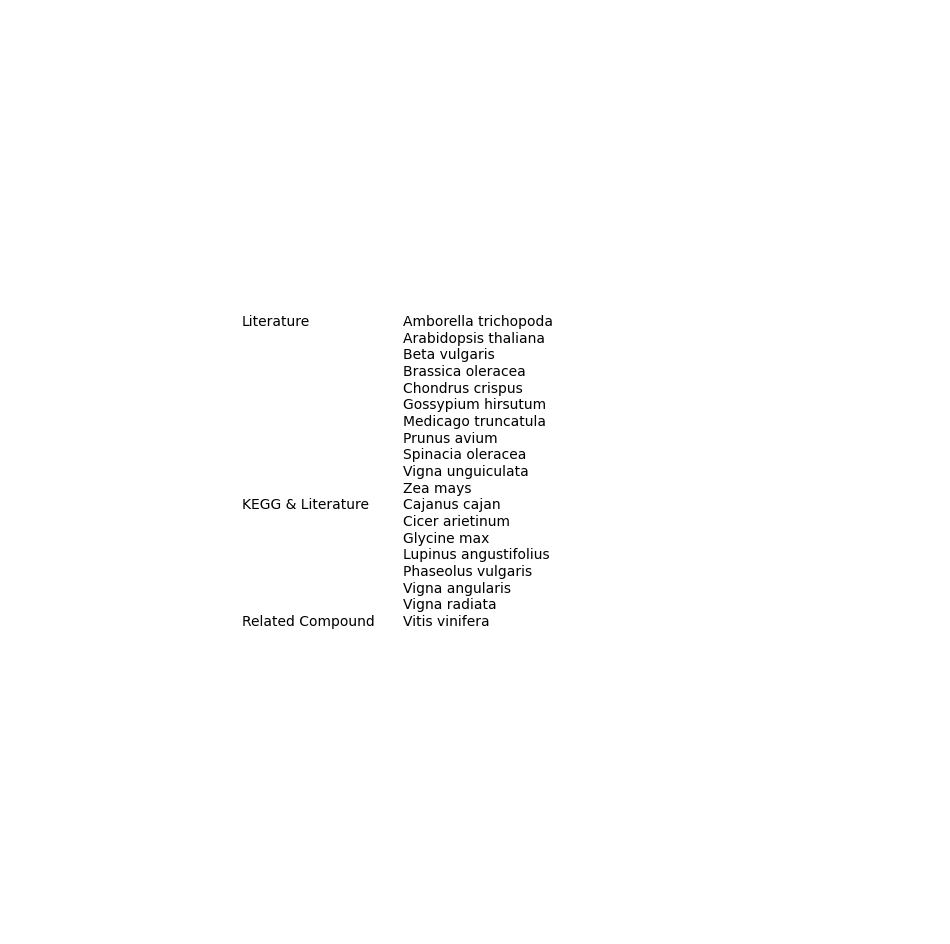 Literature Amborella trichopoda
Arabidopsis thaliana
Beta vulgaris
Brassica oleracea
Chondrus crispus
Gossypium hirsutum
Medicago truncatula
Prunus avium
Spinacia oleracea
Vigna unguiculata
Zea mays
KEGG & Literature Cajanus cajan
Cicer arietinum
Glycine max
Lupinus angustifolius
Phaseolus vulgaris
Vigna angularis
Vigna radiata
Related Compound Vitis vinifera